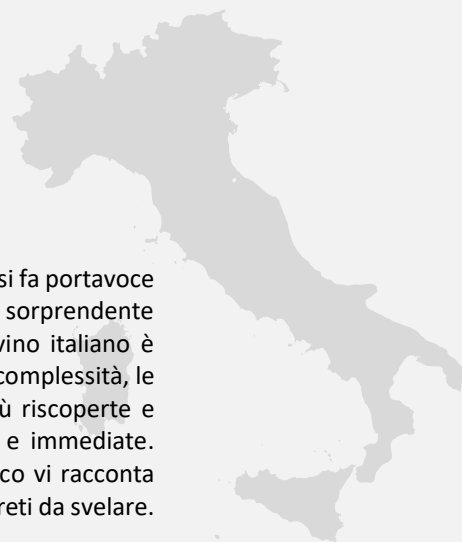 si fa portavoce
sorprendente
vino italiano è
complessità, le
ù riscoperte e
e immediate.
co vi racconta
reti da svelare.